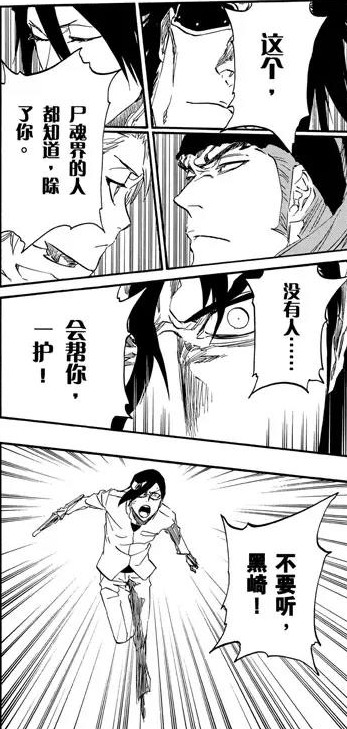 这个，
尸魂界的人
都知道，除
了你。
没有人……
会帮你，
一护！
不要听，
黑崎！